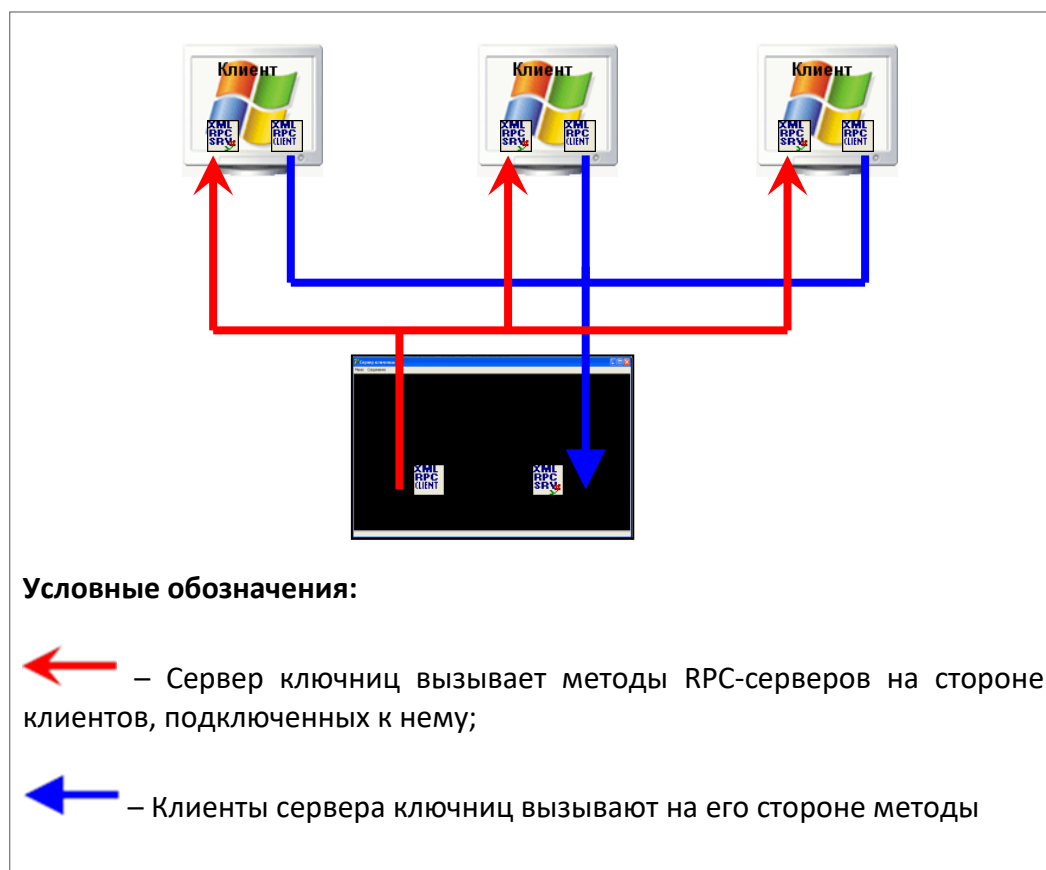 Клиент Клиент Клиент
XML XML XML XML XML XML
RPC RPC RPC RPC RPC RPC
SRV CLIENT SRV CLIENT SRV CLIENT
XML XML
RPC RPC
CLIENT SRV
Условные обозначения:
– Сервер ключниц вызывает методы RPC-серверов на стороне
клиентов, подключенных к нему;
– Клиенты сервера ключниц вызывают на его стороне методы